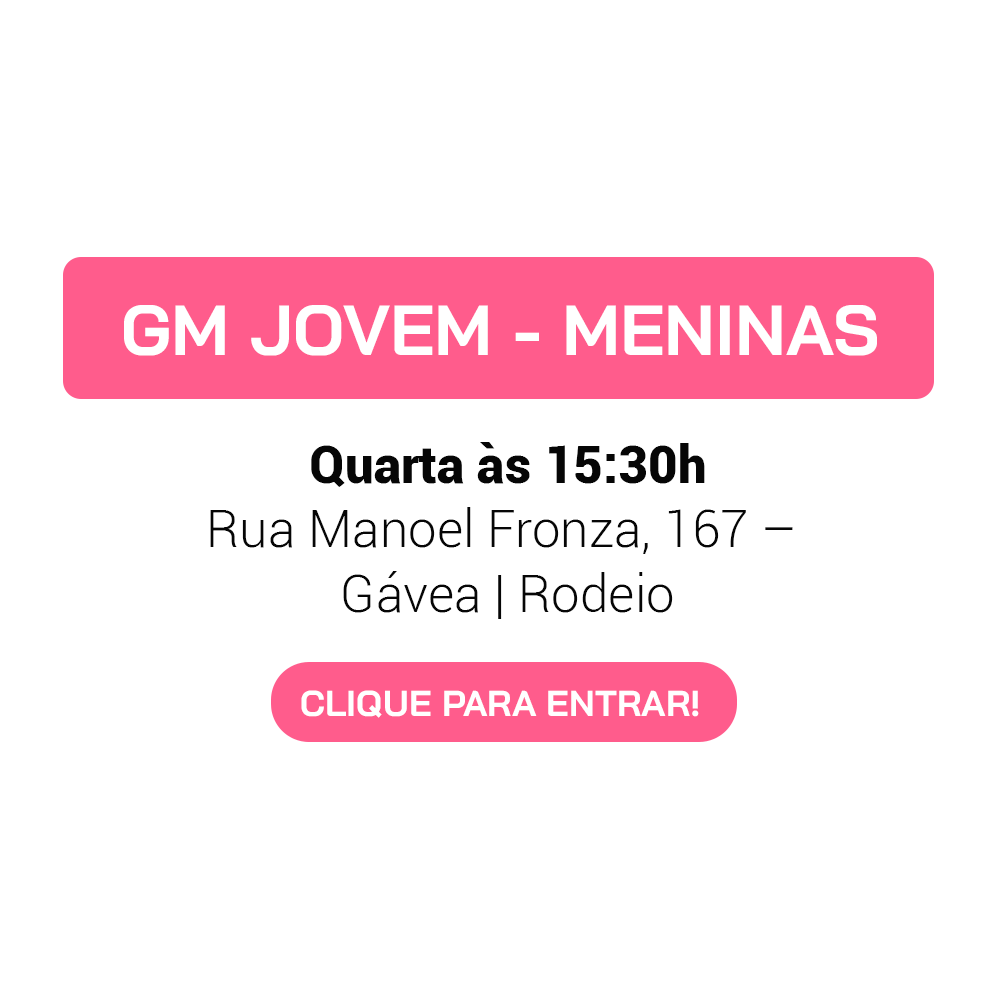 GM JOVEM - MENINAS
Quarta às 15:30h
Rua Manoel Fronza, 167 –
Gávea | Rodeio
CLIQUE PARA ENTRAR!